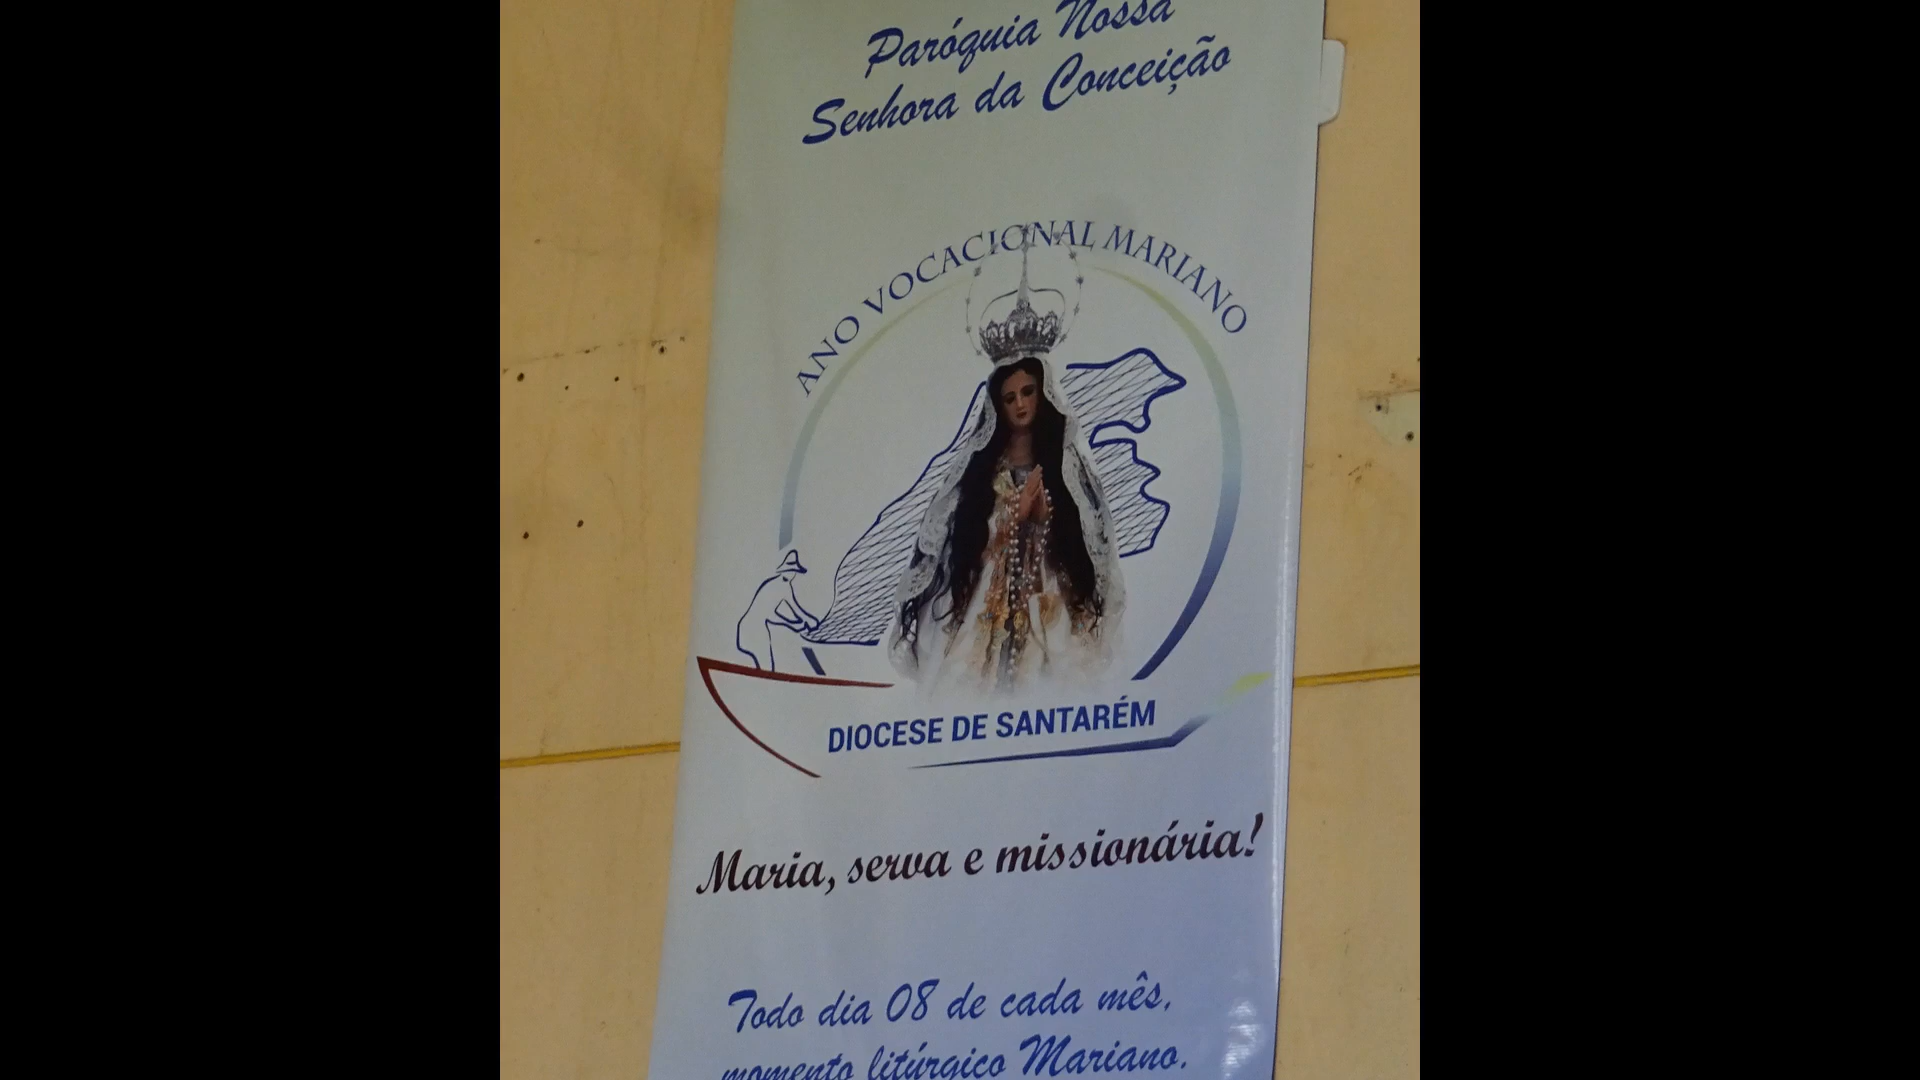 Paróquia Nossa
Senhora da Conceição
ANO VOCACIONAL MARIANO
DIOCESE DE SANTARÉM
Maria, serva e missionária!
Todo dia 08 de cada mês,
momento litúrgico Mariano.